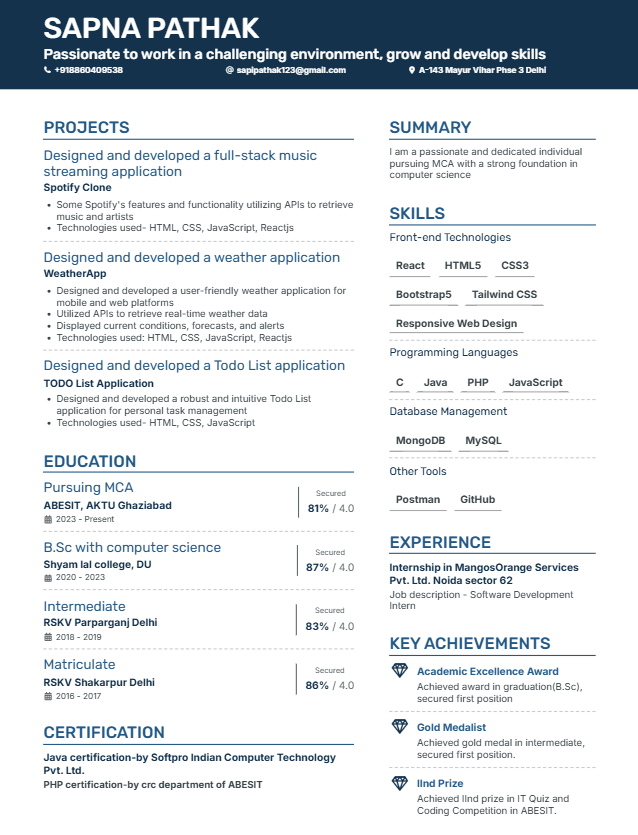 SAPNA PATHAK
Passionate to work in a challenging environment, grow and develop skills
+918860409538 @ sapipathak123@gmail.com A-143 Mayur Vihar Phse 3 Delhi
PROJECTS
Designed and developed a full-stack music
streaming application
Spotify Clone
• Some Spotify's features and functionality utilizing APIs to retrieve
music and artists
• Technologies used- HTML, CSS, JavaScript, Reactjs
Designed and developed a weather application
WeatherApp
• Designed and developed a user-friendly weather application for
mobile and web platforms
• Utilized APIs to retrieve real-time weather data
• Displayed current conditions, forecasts, and alerts
• Technologies used: HTML, CSS, JavaScript, Reactjs
Designed and developed a Todo List application
TODO List Application
• Designed and developed a robust and intuitive Todo List
application for personal task management
• Technologies used- HTML, CSS, JavaScript
EDUCATION
Pursuing MCA
ABESIT, AKTU Ghaziabad
2023 - Present
Secured
81% / 4.0
B.Sc with computer science
Shyam lal college, DU
2020 - 2023
Secured
87% / 4.0
Intermediate
RSKV Parparganj Delhi
2018 - 2019
Secured
83% / 4.0
Matriculate
RSKV Shakarpur Delhi
2016 - 2017
Secured
86% / 4.0
CERTIFICATION
Java certification-by Softpro Indian Computer Technology
Pvt. Ltd.
PHP certification-by crc department of ABESIT
SUMMARY
I am a passionate and dedicated individual
pursuing MCA with a strong foundation in
computer science
SKILLS
Front-end Technologies
React HTML5 CSS3
Bootstrap5 Tailwind CSS
Responsive Web Design
Programming Languages
C Java PHP JavaScript
Database Management
MongoDB MySQL
Other Tools
Postman GitHub
EXPERIENCE
Internship in MangosOrange Services
Pvt. Ltd. Noida sector 62
Job description - Software Development
Intern
KEY ACHIEVEMENTS
Academic Excellence Award
Achieved award in graduation(B.Sc),
secured first position
Gold Medalist
Achieved gold medal in intermediate,
secured first position.
IInd Prize
Achieved IInd prize in IT Quiz and
Coding Competition in ABESIT.